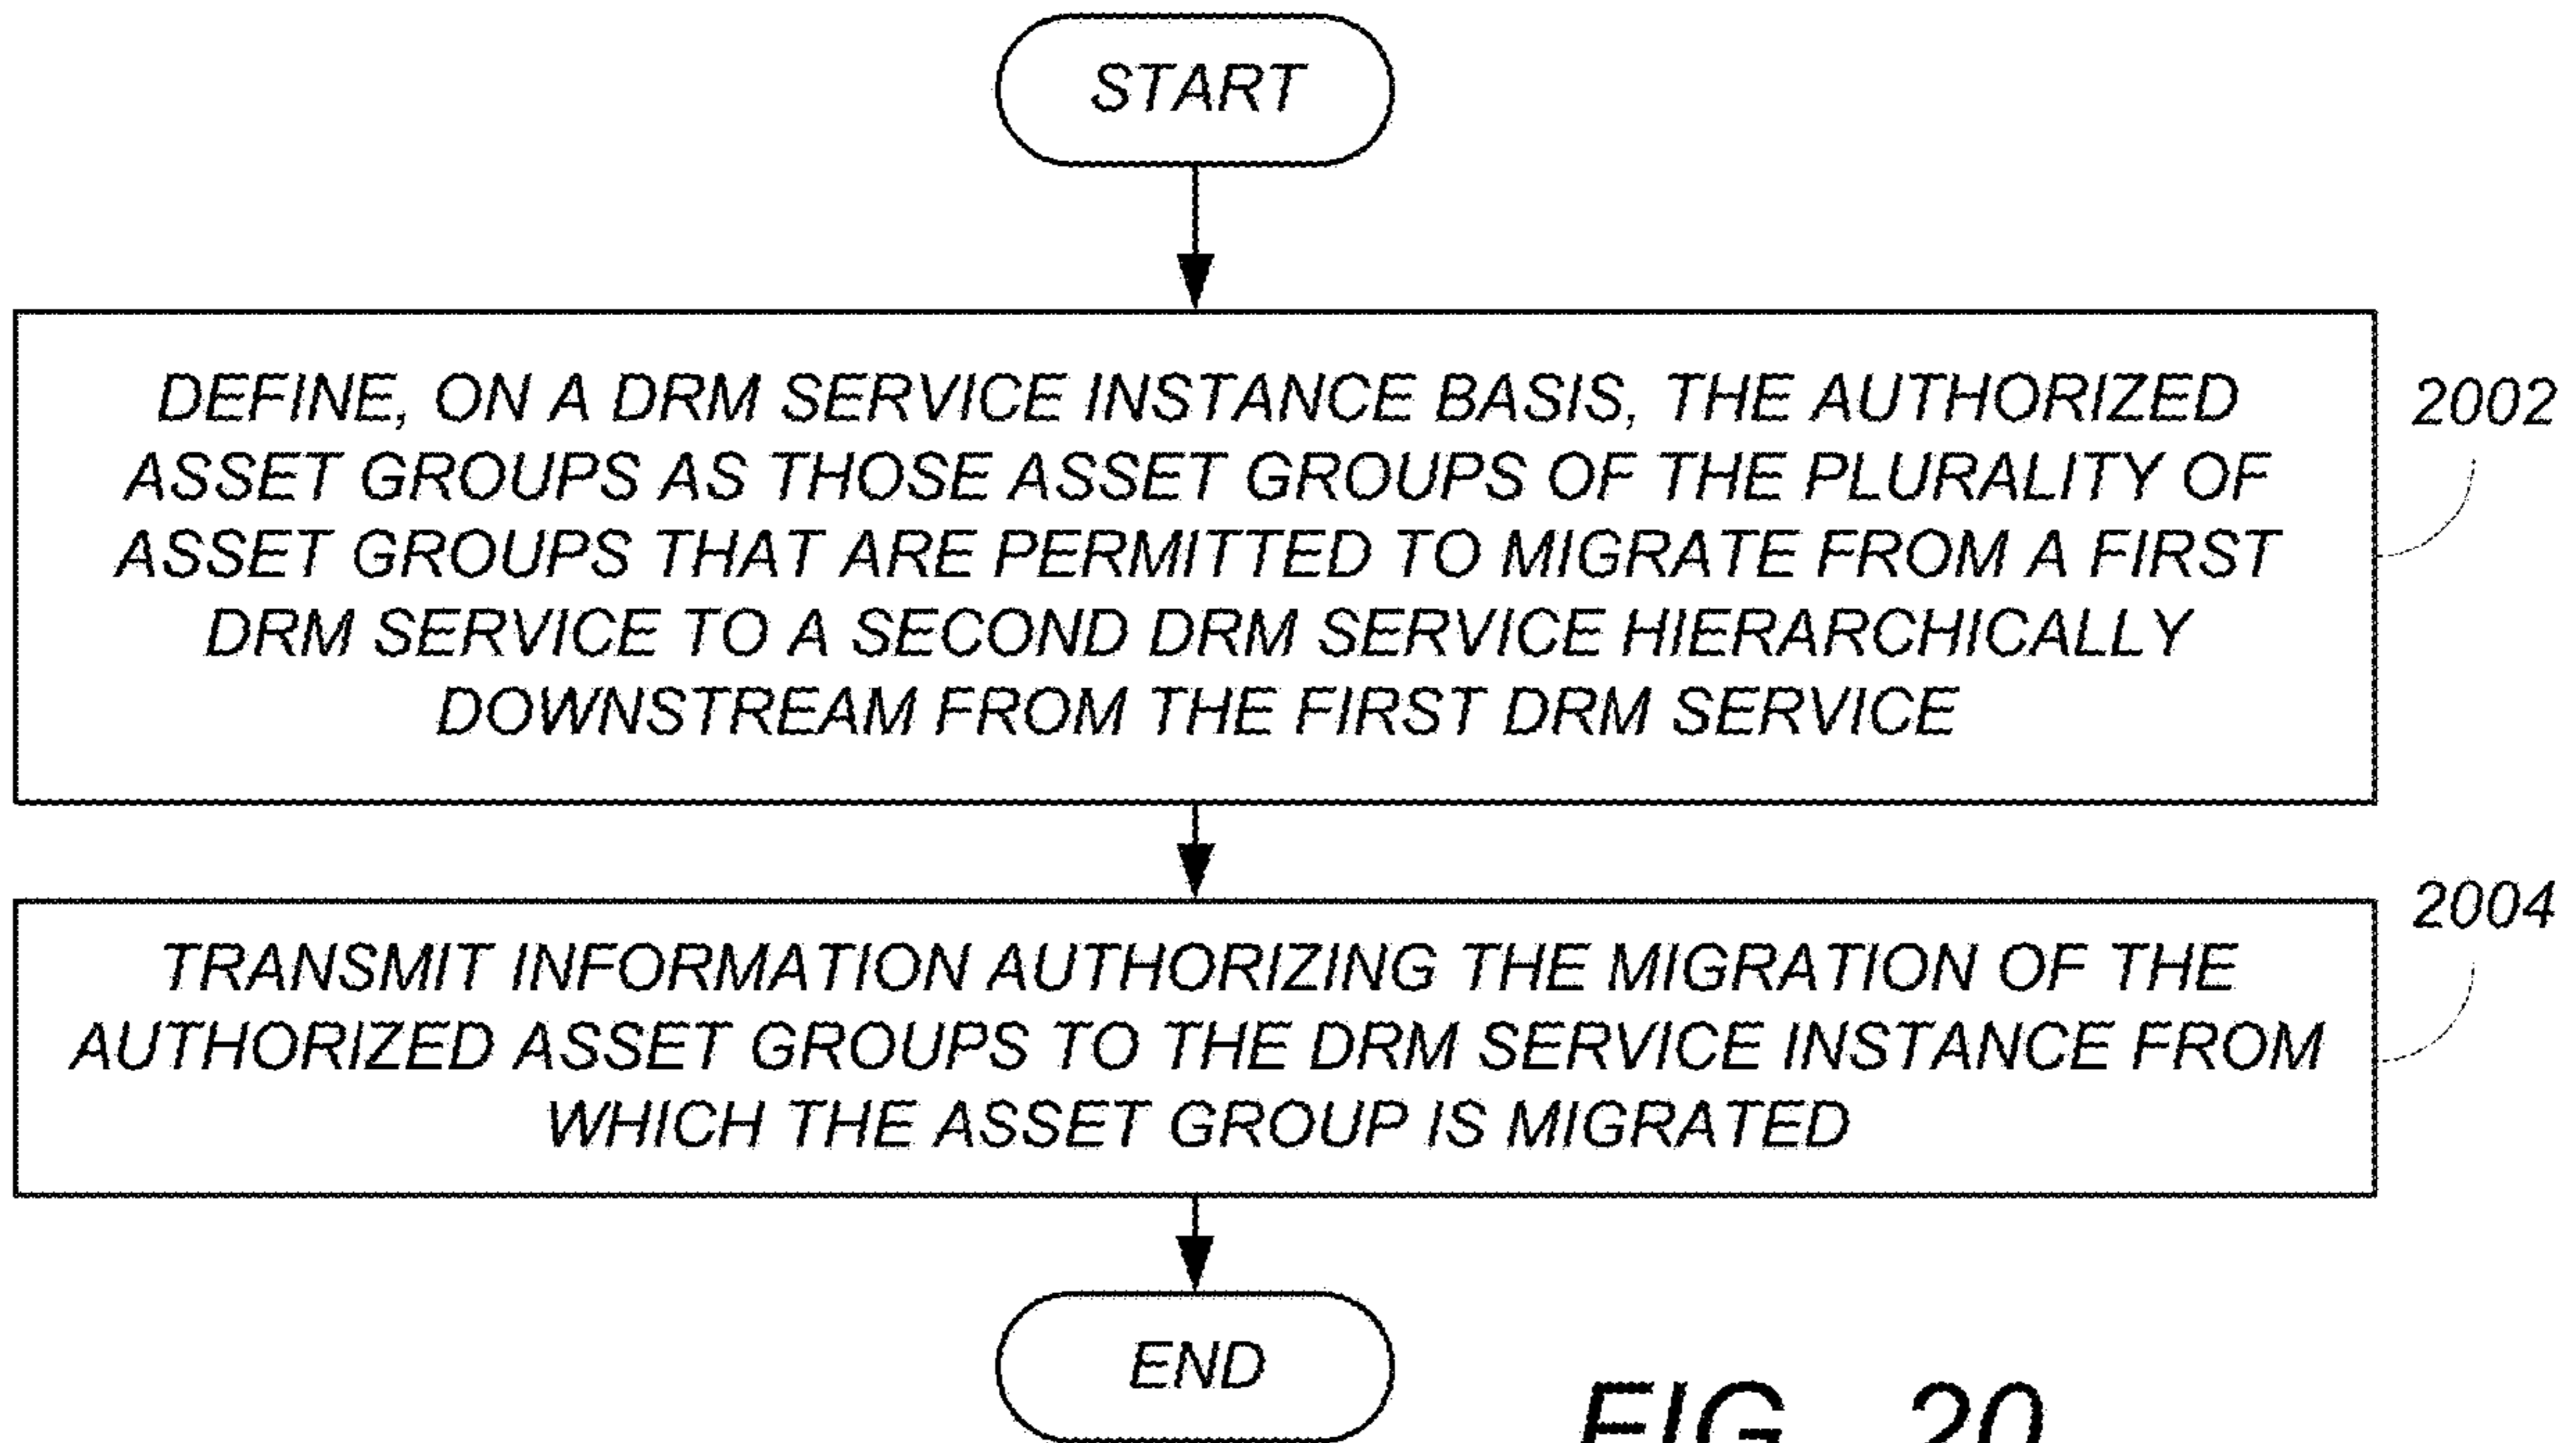 START
DEFINE, ON A DRM SERVICE INSTANCE BASIS, THE AUTHORIZED
ASSET GROUPS AS THOSE ASSET GROUPS OF THE PLURALITY OF
ASSET GROUPS THAT ARE PERMITTED TO MIGRATE FROM A FIRST
DRM SERVICE TO A SECOND DRM SERVICE HIERARCHICALLY
DOWNSTREAM FROM THE FIRST DRM SERVICE
2002
TRANSMIT INFORMATION AUTHORIZING THE MIGRATION OF THE
AUTHORIZED ASSET GROUPS TO THE DRM SERVICE INSTANCE FROM
WHICH THE ASSET GROUP IS MIGRATED
2004
END
FIG. 20